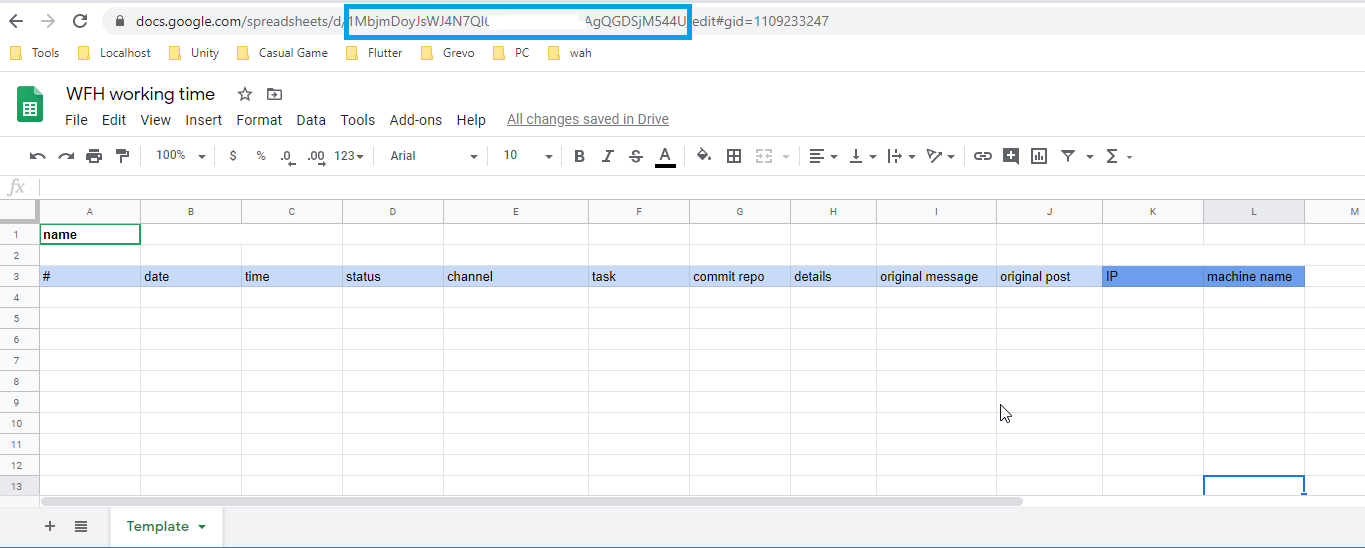 docs.google.com/spreadsheets/d/1MbjmDoyJsWJ4N7QI AgQGDSjM544U/edit#gid=1109233247
Tools Localhost Unity Casual Game Flutter Grevo PC wah
WFH working time
File Edit View Insert Format Data Tools Add-ons Help All changes saved in Drive
100% $ % .0 .00 123 Arial 10 B I S A Σ
fx
A B C D E F G H I J K L M
1 name
2
3 # date time status channel task commit repo details original message original post IP machine name
4
5
6
7
8
9
10
11
12
13
+ Template